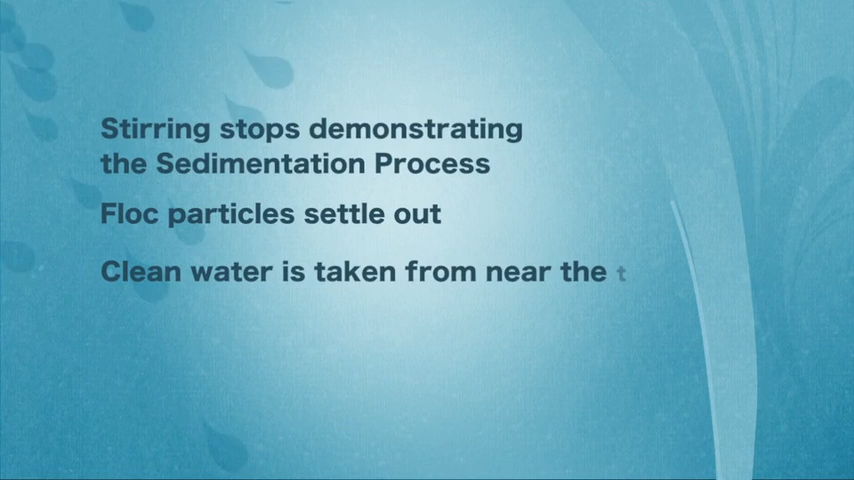 Stirring stops demonstrating
the Sedimentation Process
Floc particles settle out
Clean water is taken from near the t